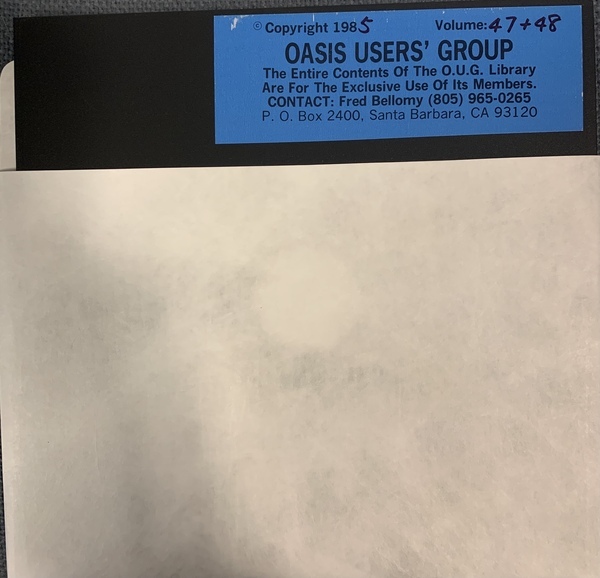 © Copyright 1985 Volume: 47+48
OASIS USERS' GROUP
The Entire Contents Of The O.U.G. Library
Are For The Exclusive Use Of Its Members.
CONTACT: Fred Bellomy (805) 965-0265
P. O. Box 2400, Santa Barbara, CA 93120